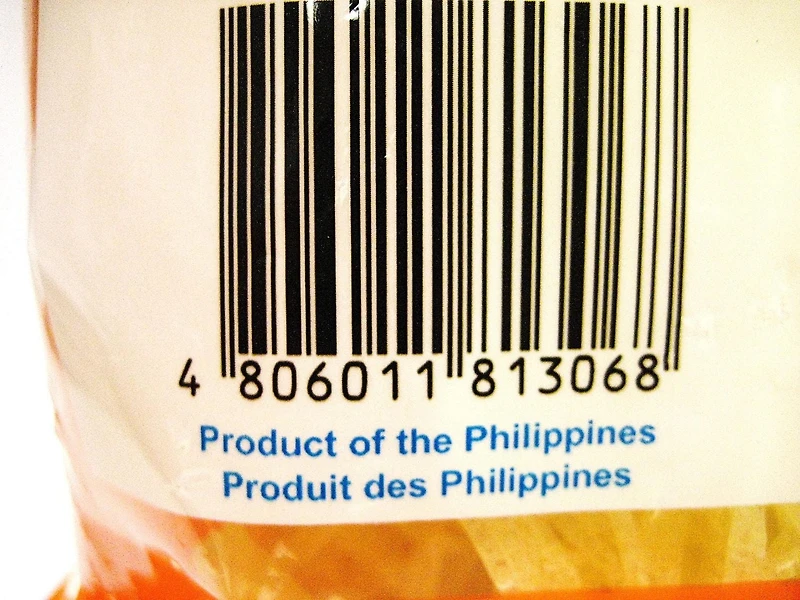 4 806011 813068
Product of the Philippines
Produit des Philippines